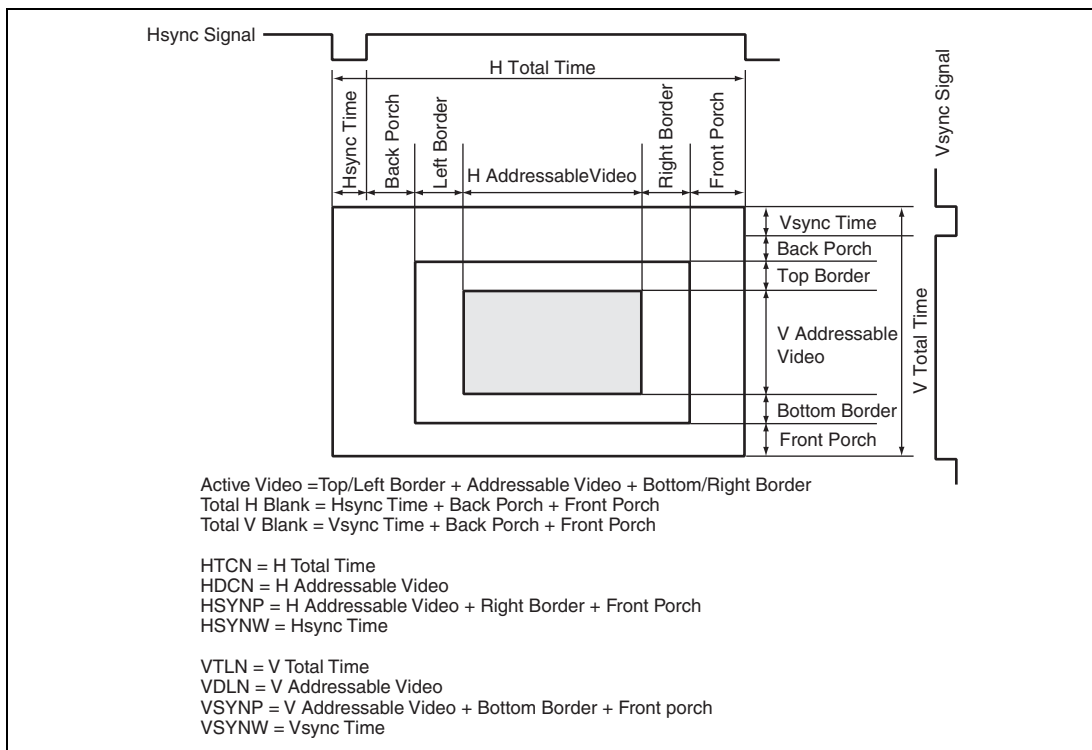 Hsync Signal
H Total Time
Hsync Time
Back Porch
Left Border
H AddressableVideo
Right Border
Front Porch
Vsync Signal
Vsync Time
Back Porch
Top Border
V Addressable
Video
Bottom Border
Front Porch
V Total Time
Active Video =Top/Left Border + Addressable Video + Bottom/Right Border
Total H Blank = Hsync Time + Back Porch + Front Porch
Total V Blank = Vsync Time + Back Porch + Front Porch
HTCN = H Total Time
HDCN = H Addressable Video
HSYNP = H Addressable Video + Right Border + Front Porch
HSYNW = Hsync Time
VTLN = V Total Time
VDLN = V Addressable Video
VSYNP = V Addressable Video + Bottom Border + Front porch
VSYNW = Vsync Time